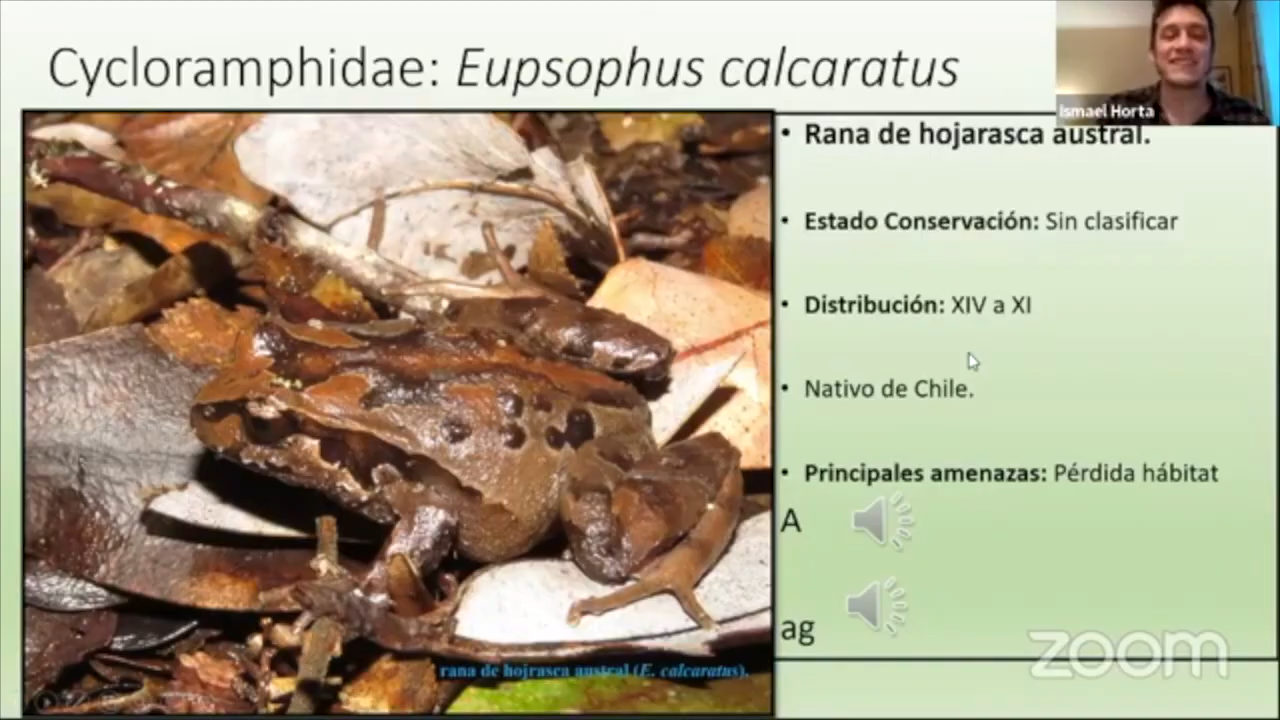 Cycloramphidae: Eupsophus calcaratus
Ismael Horta
• Rana de hojarasca austral.
• Estado Conservación: Sin clasificar
• Distribución: XIV a XI
• Nativo de Chile.
• Principales amenazas: Pérdida hábitat
A
ag
rana de hojrasca austral (E. calcaratus).
zoom